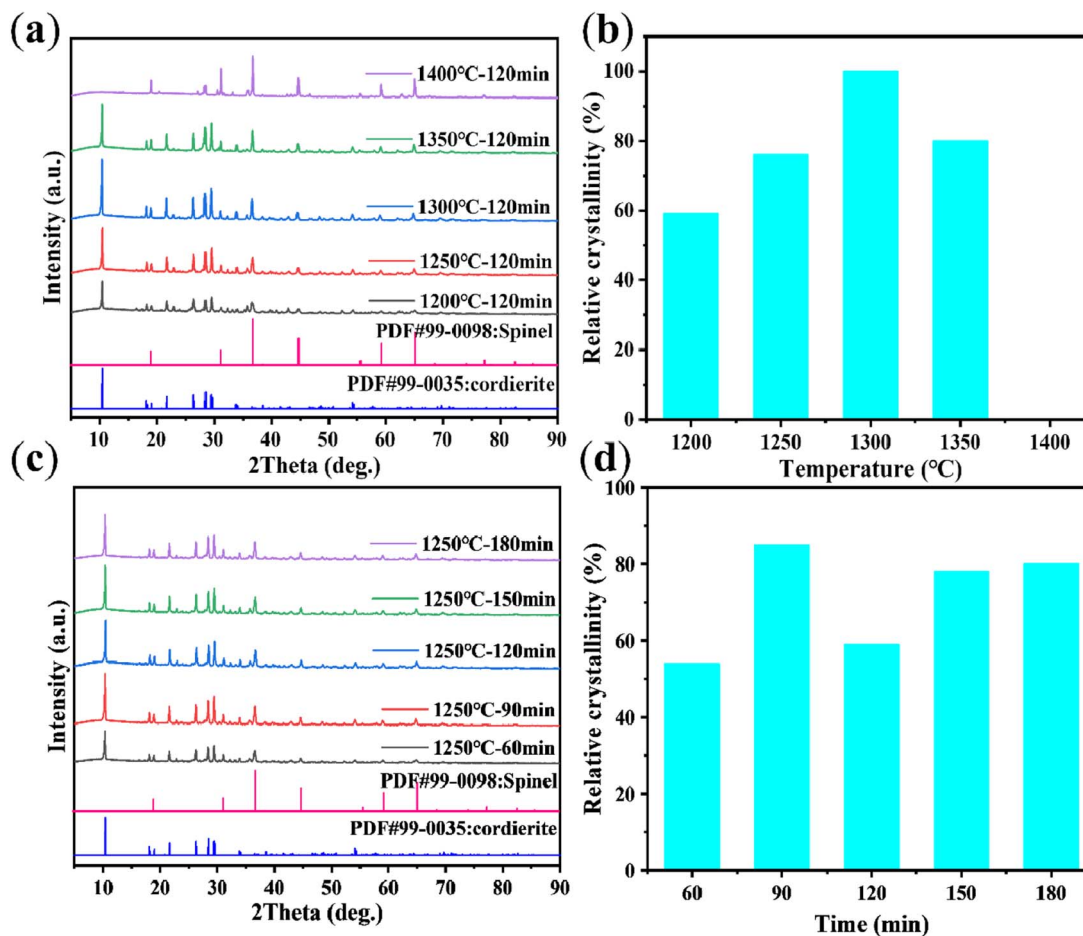 (a)
1400℃-120min
1350℃-120min
1300℃-120min
1250℃-120min
1200℃-120min
PDF#99-0098:Spinel
PDF#99-0035:cordierite
Intensity (a.u.)
10 20 30 40 50 60 70 80 90
2Theta (deg.)
(b)
Relative crystallinity (%)
100
80
60
40
20
0
1200 1250 1300 1350 1400
Temperature (℃)
(c)
1250℃-180min
1250℃-150min
1250℃-120min
1250℃-90min
1250℃-60min
PDF#99-0098:Spinel
PDF#99-0035:cordierite
Intensity (a.u.)
10 20 30 40 50 60 70 80 90
2Theta (deg.)
(d)
Relative crystallinity (%)
100
80
60
40
20
0
60 90 120 150 180
Time (min)